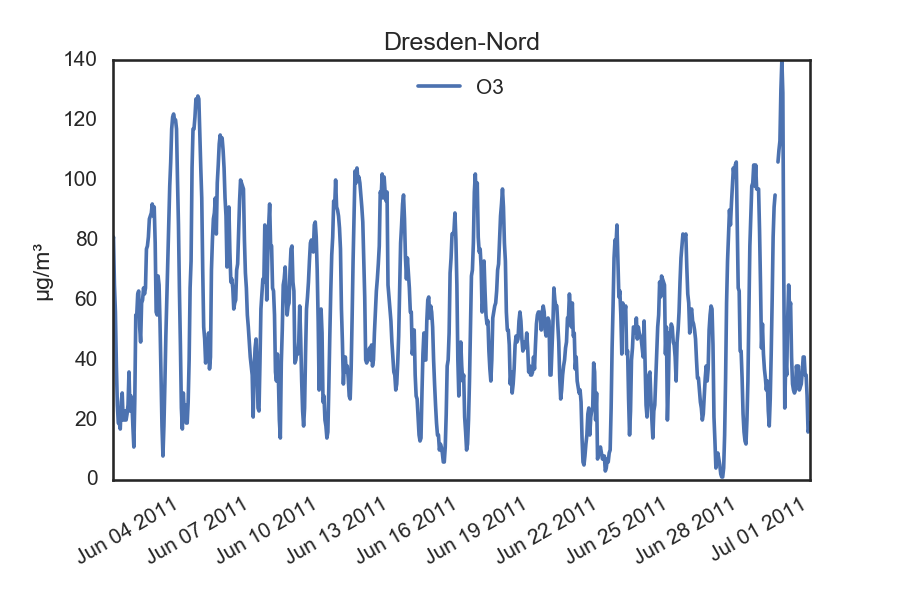 Dresden-Nord
O3
µg/m³
140
120
100
80
60
40
20
0
Jun 04 2011
Jun 07 2011
Jun 10 2011
Jun 13 2011
Jun 16 2011
Jun 19 2011
Jun 22 2011
Jun 25 2011
Jun 28 2011
Jul 01 2011